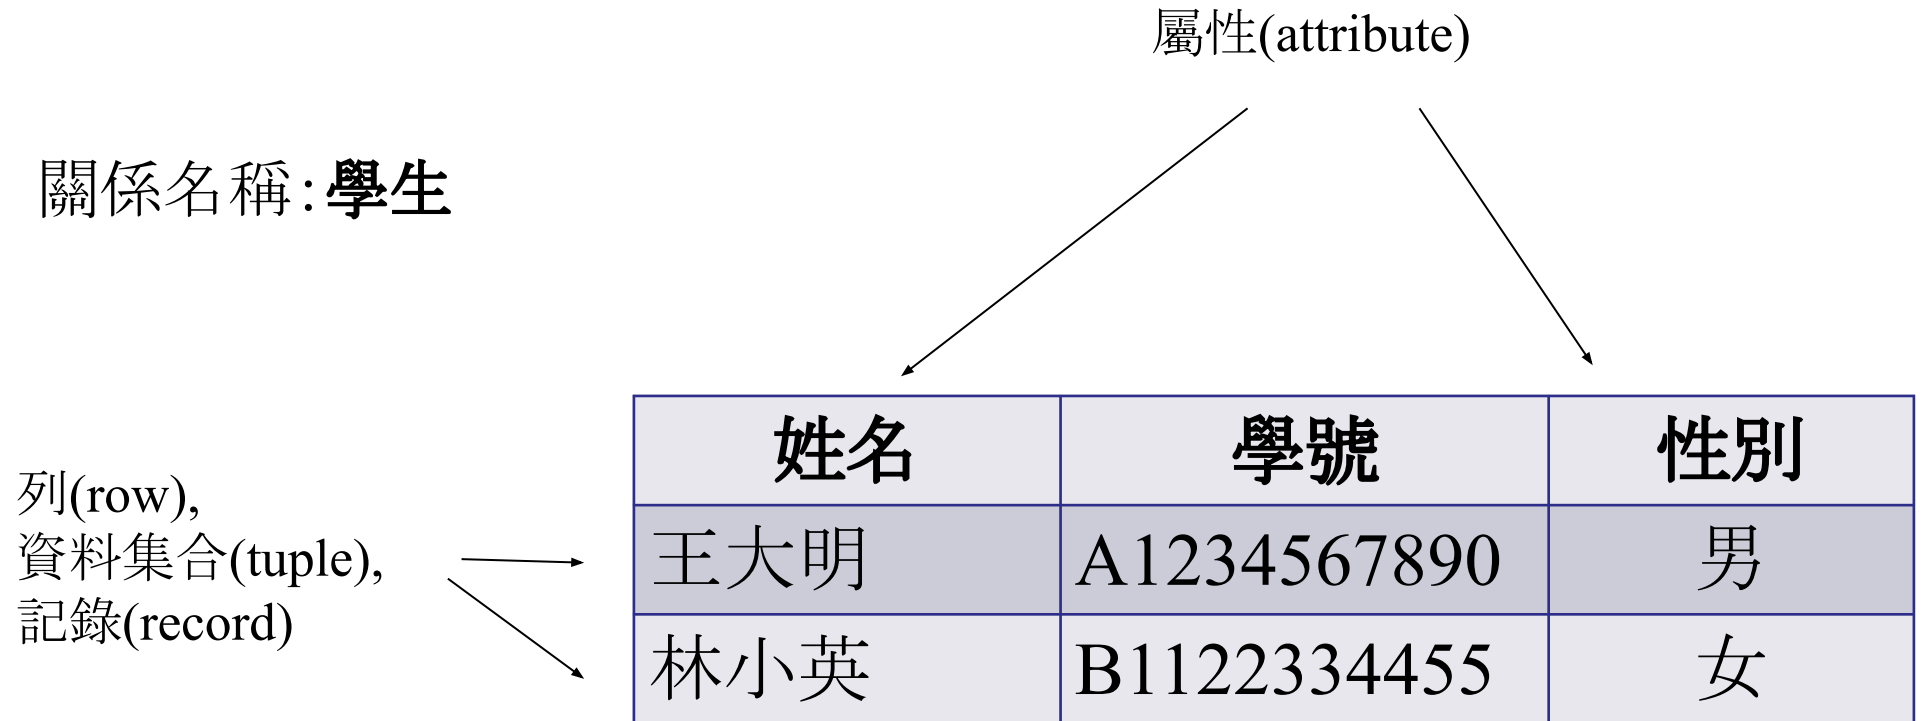 屬性(attribute)
關係名稱:學生
列(row),
資料集合(tuple),
記錄(record)
姓名 學號 性別
王大明 A1234567890 男
林小英 B1122334455 女